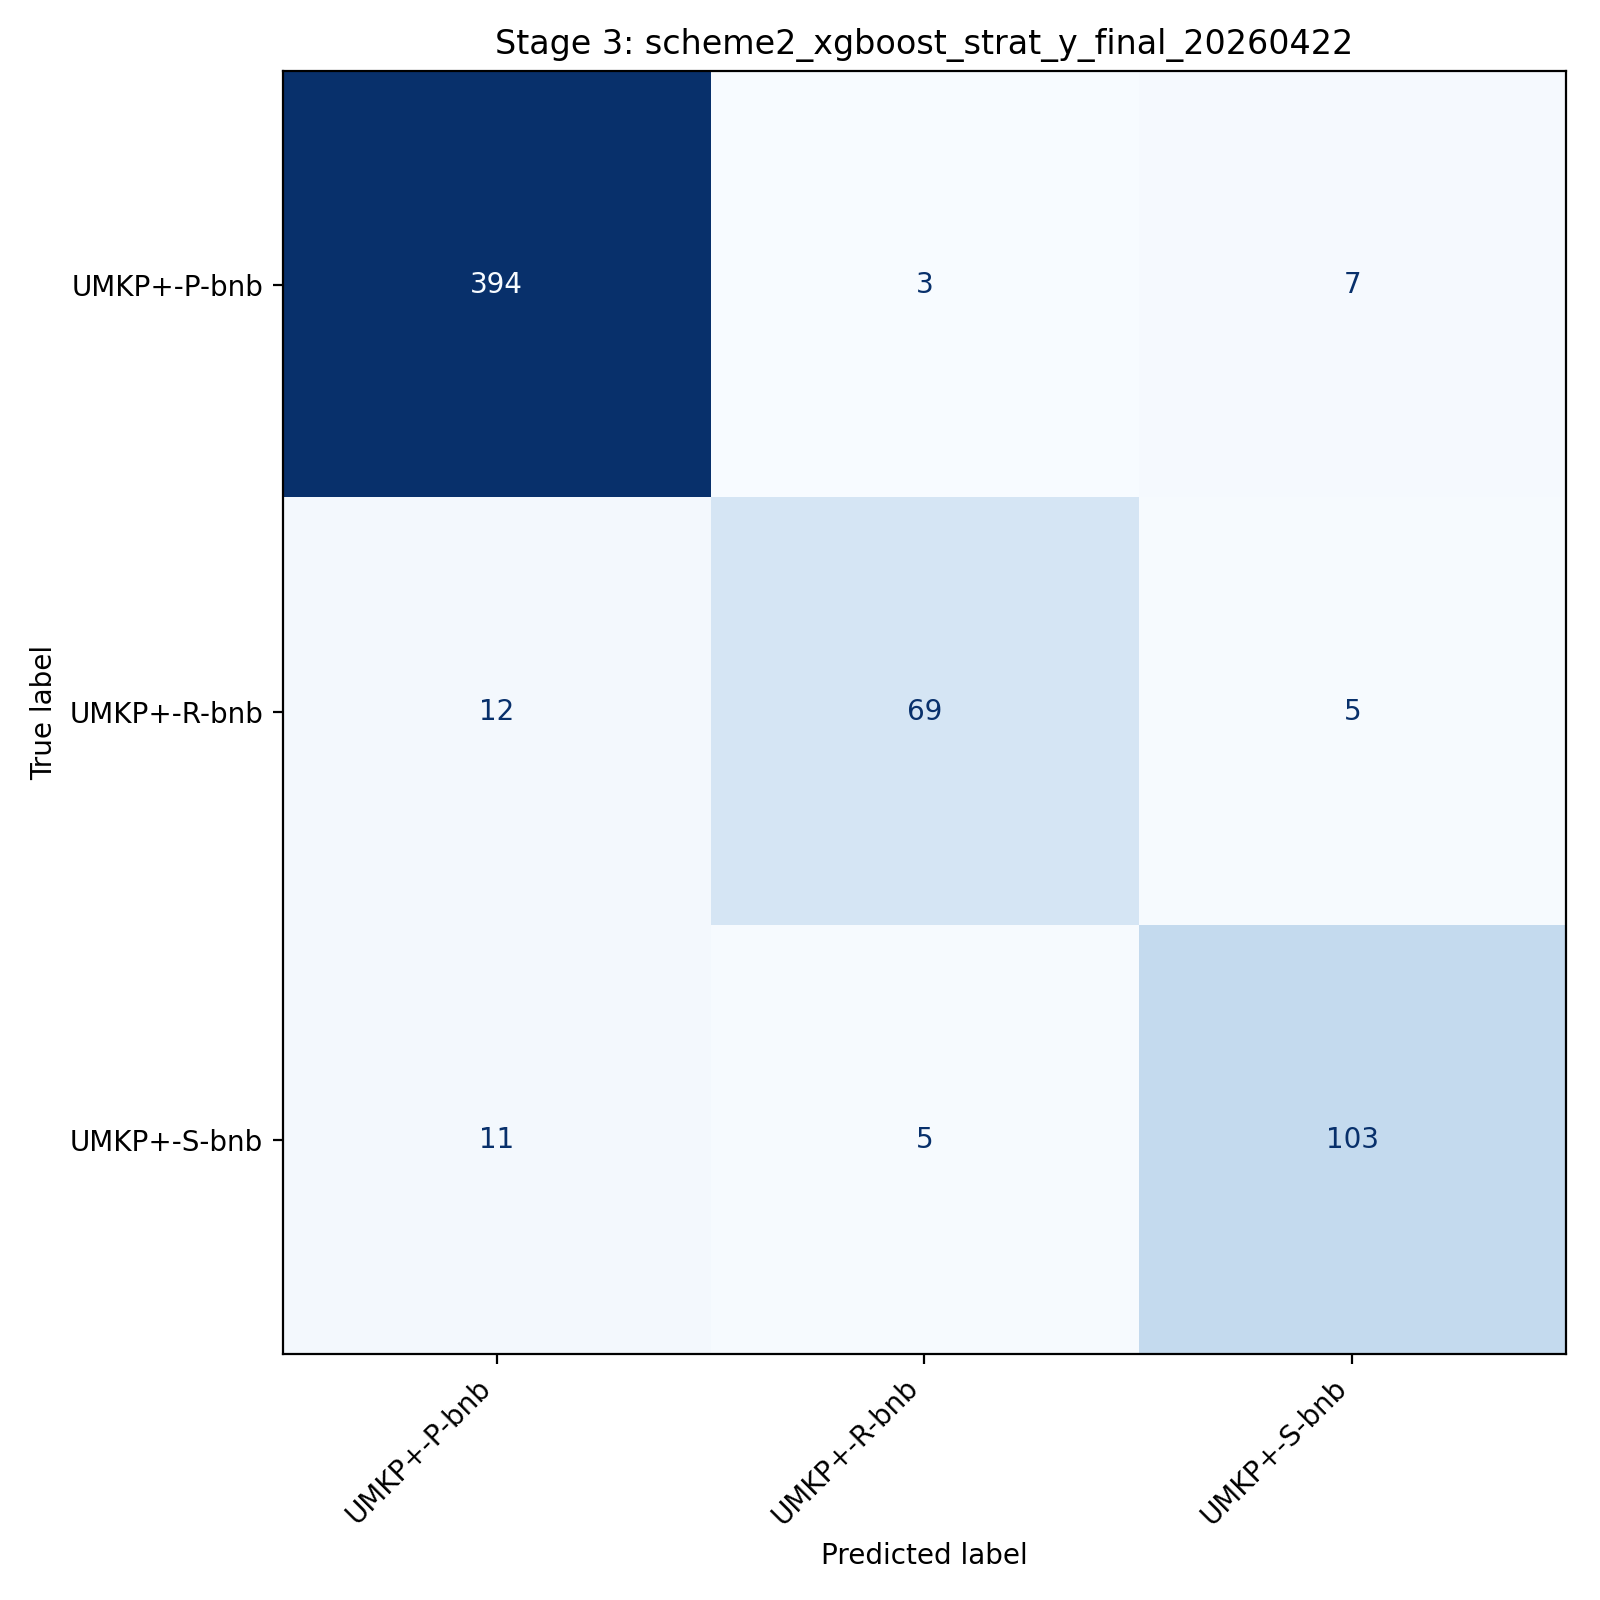 Stage 3: scheme2_xgboost_strat_y_final_20260422
True label
UMKP+-P-bnb
394
3
7
UMKP+-R-bnb
12
69
5
UMKP+-S-bnb
11
5
103
UMKP+-P-bnb
UMKP+-R-bnb
UMKP+-S-bnb
Predicted label